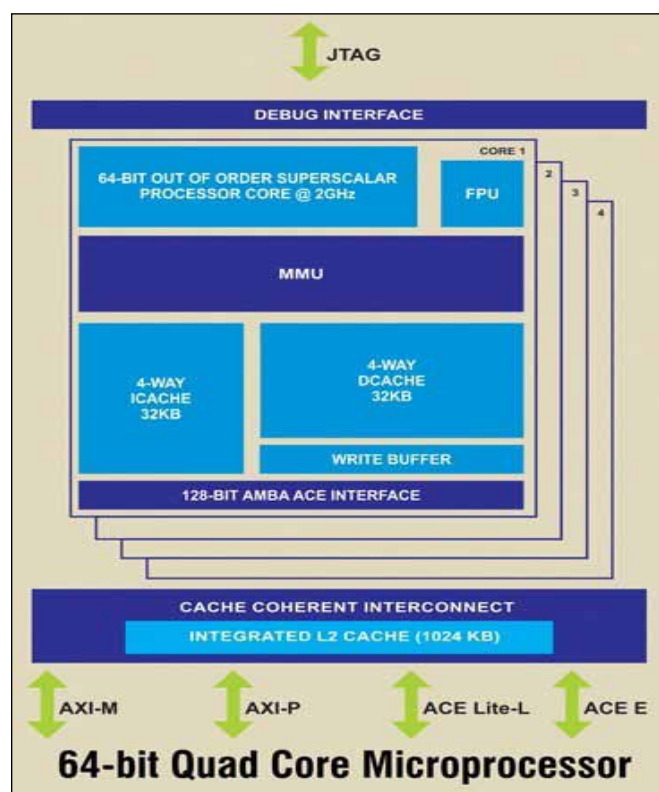 JTAG
DEBUG INTERFACE
CORE 1
2
3
4
64-BIT OUT OF ORDER SUPERSCALAR
PROCESSOR CORE @ 2GHz
FPU
MMU
4-WAY
ICACHE
32KB
4-WAY
DCACHE
32KB
WRITE BUFFER
128-BIT AMBA ACE INTERFACE
CACHE COHERENT INTERCONNECT
INTEGRATED L2 CACHE (1024 KB)
AXI-M
AXI-P
ACE Lite-L
ACE E
64-bit Quad Core Microprocessor